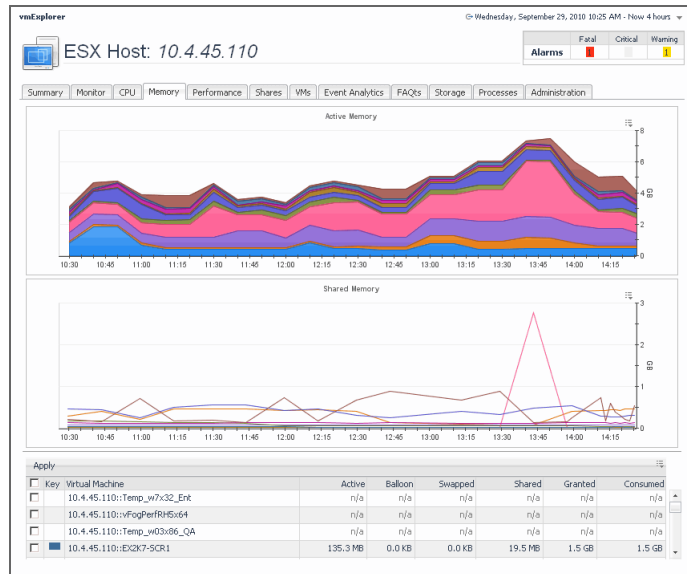 vmExplorer
Wednesday, September 29, 2010 10:25 AM - Now 4 hours
ESX Host: 10.4.45.110
Fatal Critical Warning
Alarms 1 1
Summary Monitor CPU Memory Performance Shares VMs Event Analytics FAQts Storage Processes Administration
Active Memory
8
6
4
2
0
GB
10:30 10:45 11:00 11:15 11:30 11:45 12:00 12:15 12:30 12:45 13:00 13:15 13:30 13:45 14:00 14:15
Shared Memory
3
2
1
0
GB
10:30 10:45 11:00 11:15 11:30 11:45 12:00 12:15 12:30 12:45 13:00 13:15 13:30 13:45 14:00 14:15
Apply
Key Virtual Machine Active Balloon Swapped Shared Granted Consumed
10.4.45.110::Temp_w7x32_Ent n/a n/a n/a n/a n/a n/a
10.4.45.110::vFogPerfRH5x64 n/a n/a n/a n/a n/a n/a
10.4.45.110::Temp_w03x86_QA n/a n/a n/a n/a n/a n/a
10.4.45.110::EX2K7-SCR1 135.3 MB 0.0 KB 0.0 KB 19.5 MB 1.5 GB 1.5 GB